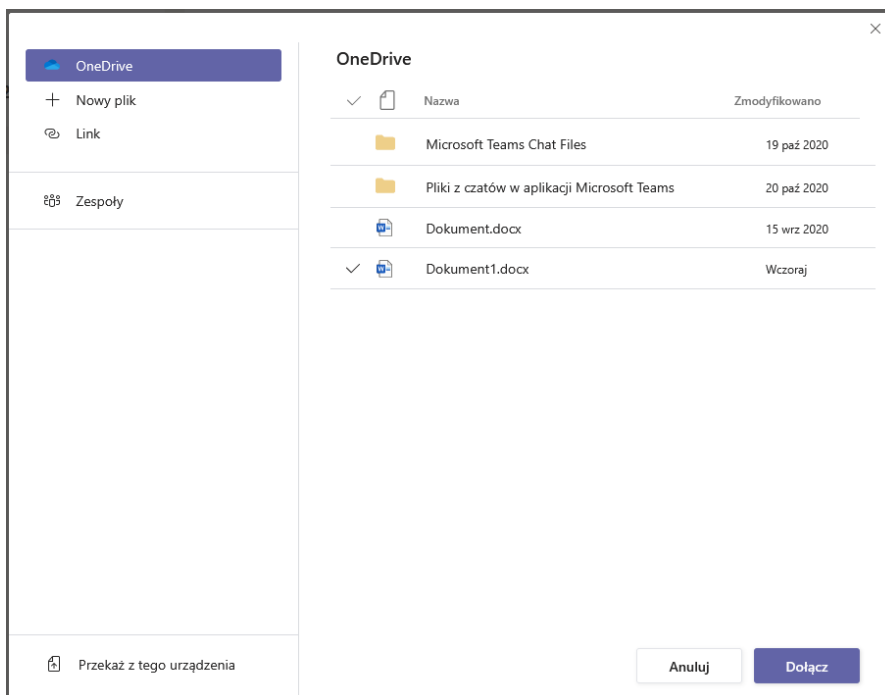 OneDrive
Nowy plik
Link
Zespoły
Przekaż z tego urządzenia
OneDrive
Nazwa Zmodyfikowano
Microsoft Teams Chat Files 19 paź 2020
Pliki z czatów w aplikacji Microsoft Teams 20 paź 2020
Dokument.docx 15 wrz 2020
Dokument1.docx Wczoraj
Anuluj Dołącz